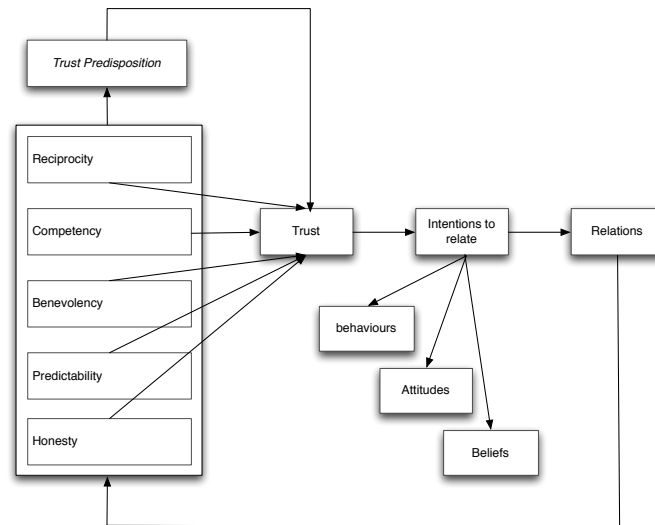 Trust Predisposition
Reciprocity
Competency
Benevolency
Predictability
Honesty
Trust
Intentions to
relate
Relations
behaviours
Attitudes
Beliefs